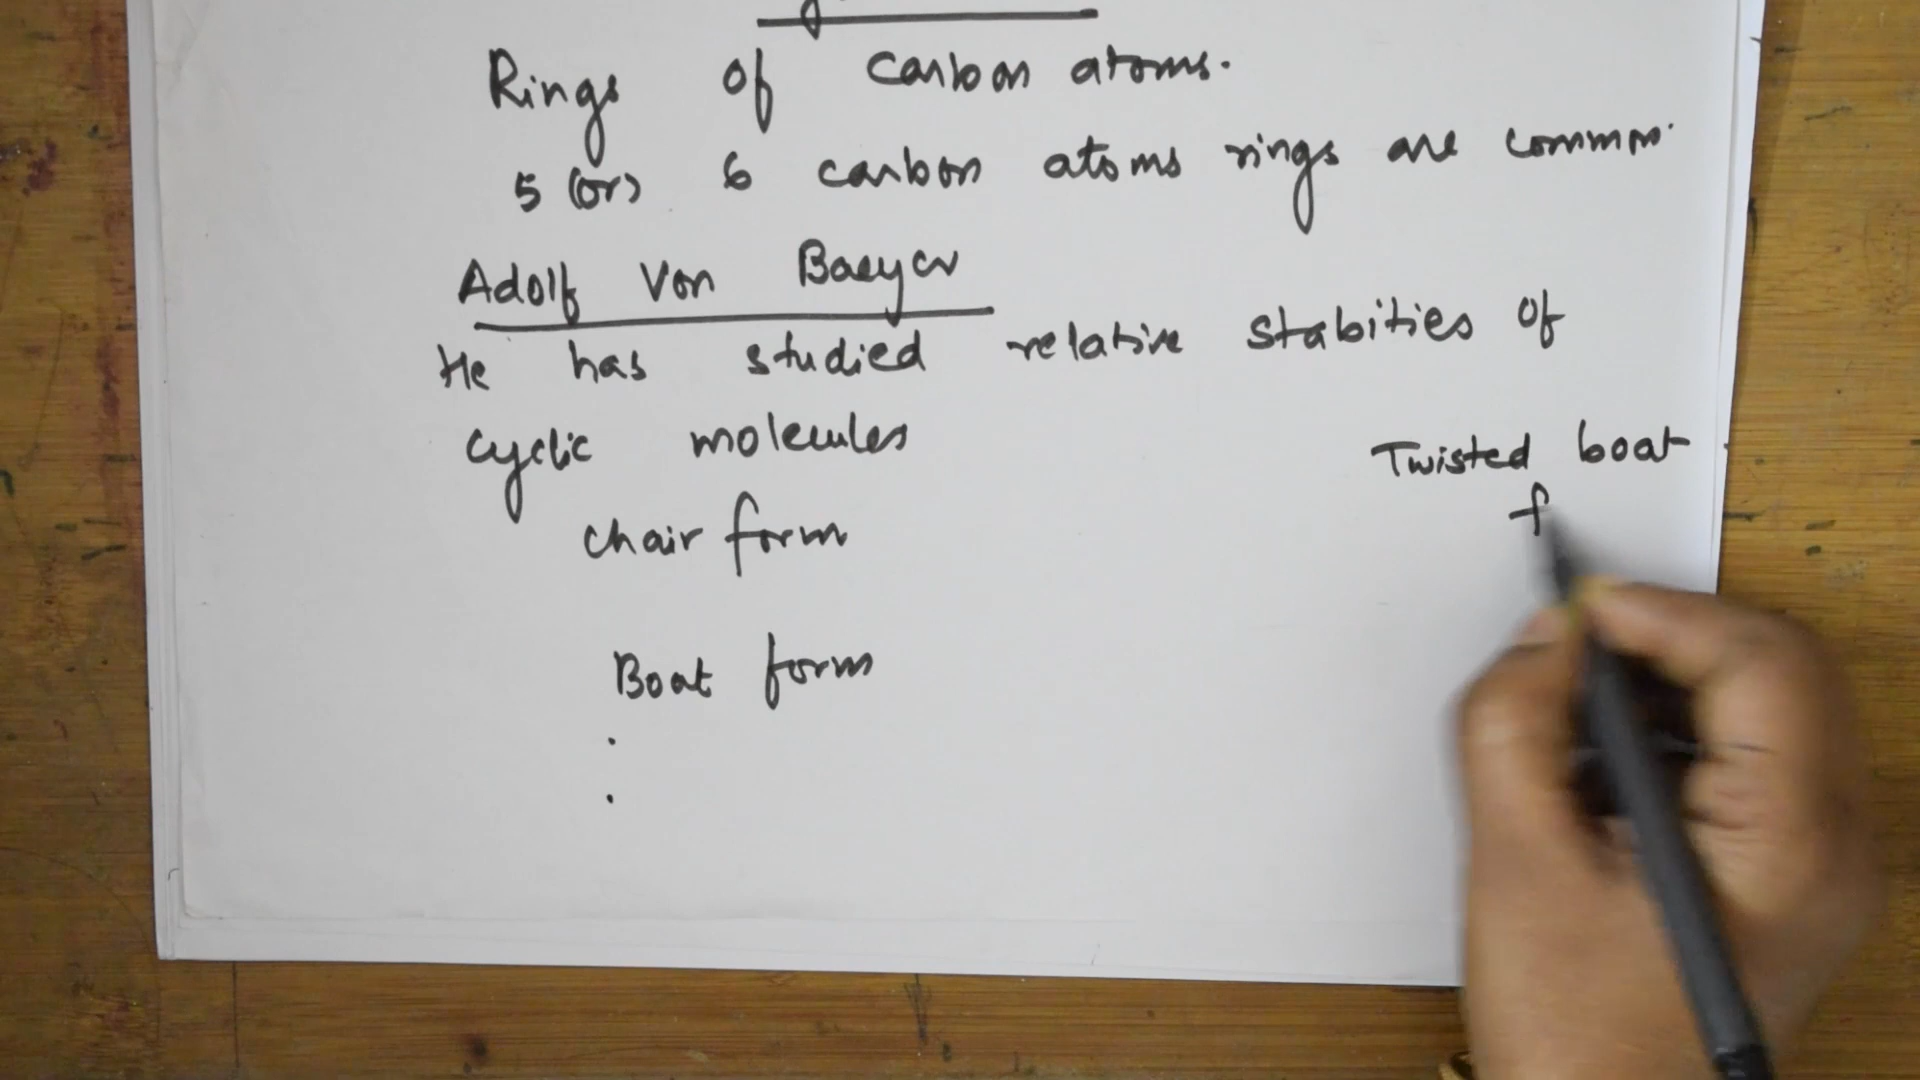 Rings of carbon atoms.
5 (or) 6 carbon atoms rings are common.
Adolf Von Baeyer
He has studied relative stabities of
cyclic molecules
Twisted boat
f
chair form
Boat form